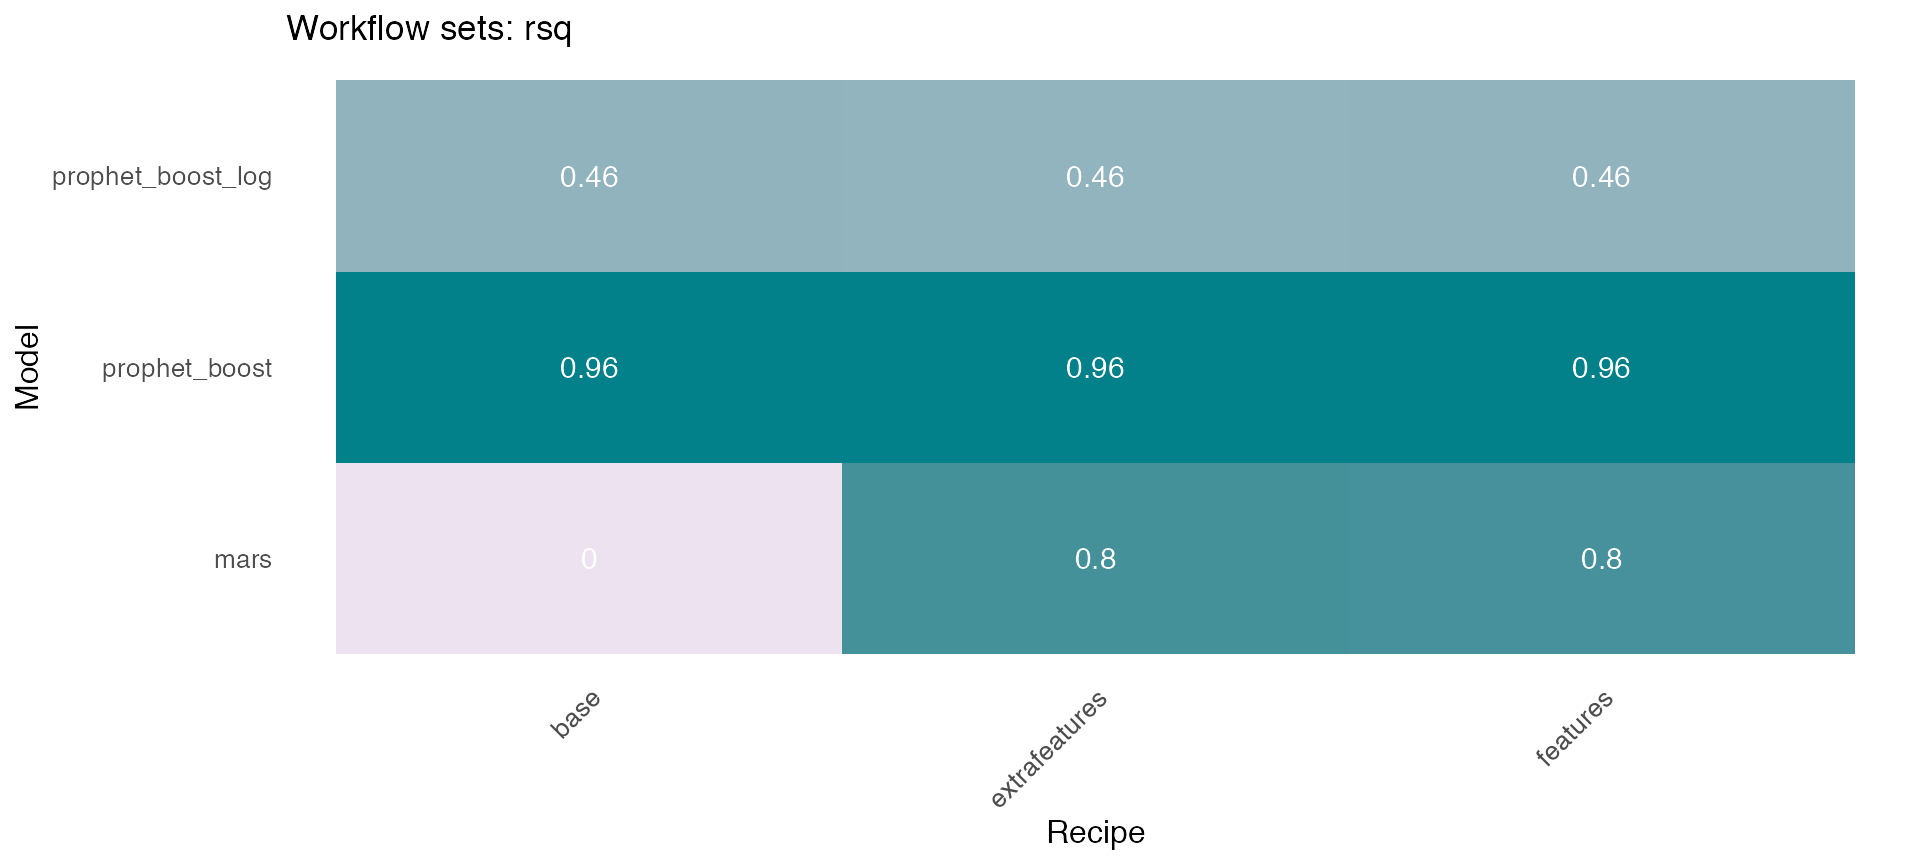 Workflow sets: rsq
prophet_boost_log 0.46 0.46 0.46
prophet_boost 0.96 0.96 0.96
mars 0 0.8 0.8
Model
base extrafeatures features
Recipe